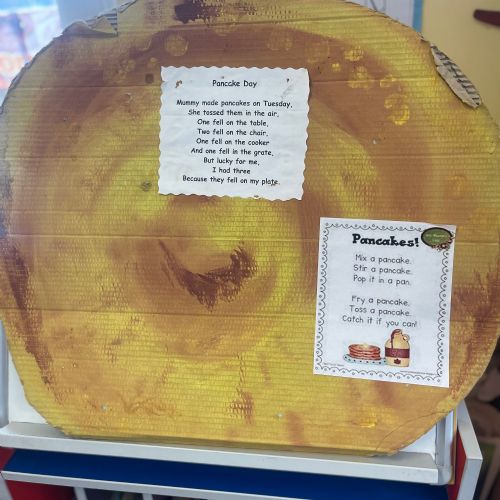 Pancake Day
Mummy made pancakes on Tuesday,
She tossed them in the air,
One fell on the table,
Two fell on the chair,
One fell on the cooker
And one fell in the grate,
But lucky for me,
I had three
Because they fell on my plate.
Pancakes!
Mix a pancake.
Stir a pancake.
Pop it in a pan.
Fry a pancake.
Toss a pancake.
Catch it if you can!